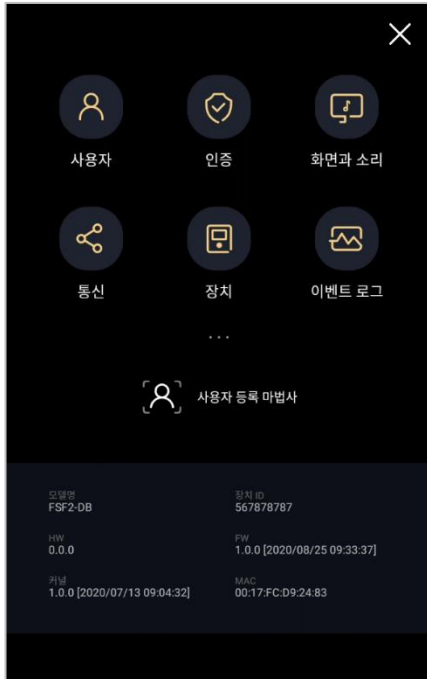 사용자
인증
화면과 소리
통신
장치
이벤트 로그
...
사용자 등록 마법사
모델명
FSF2-DB
장치 ID
567878787
HW
0.0.0
FW
1.0.0 [2020/08/25 09:33:37]
커널
1.0.0 [2020/07/13 09:04:32]
MAC
00:17:FC:D9:24:83